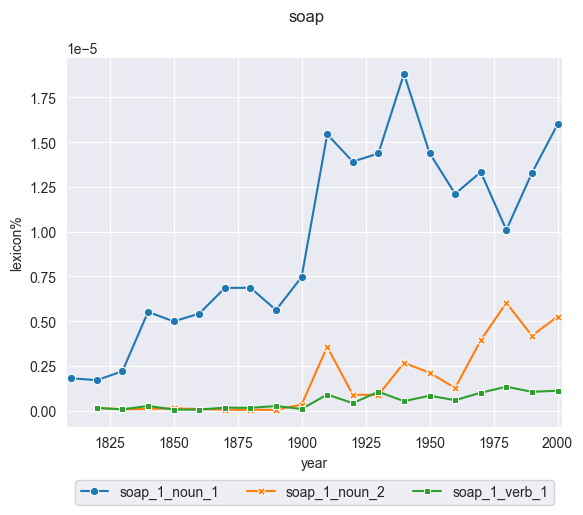 soap
1e−5
1.75
1.50
1.25
1.00
0.75
0.50
0.25
0.00
lexicon%
1825 1850 1875 1900 1925 1950 1975 2000
year
soap_1_noun_1 soap_1_noun_2 soap_1_verb_1